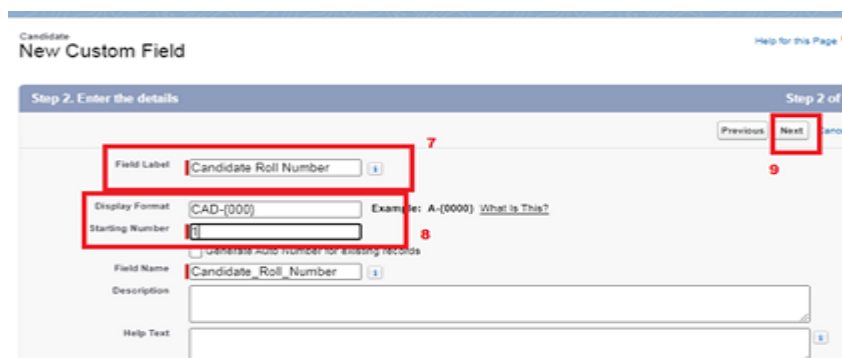 Candidate
New Custom Field
Help for this Page
Step 2. Enter the details
Step 2 of
Previous Next
7
9
Field Label Candidate Roll Number i
Display Format CAD-{000} Example: A-{0000} What Is This?
Starting Number 1
8
Generate Auto Number for existing records
Field Name Candidate_Roll_Number i
Description
Help Text